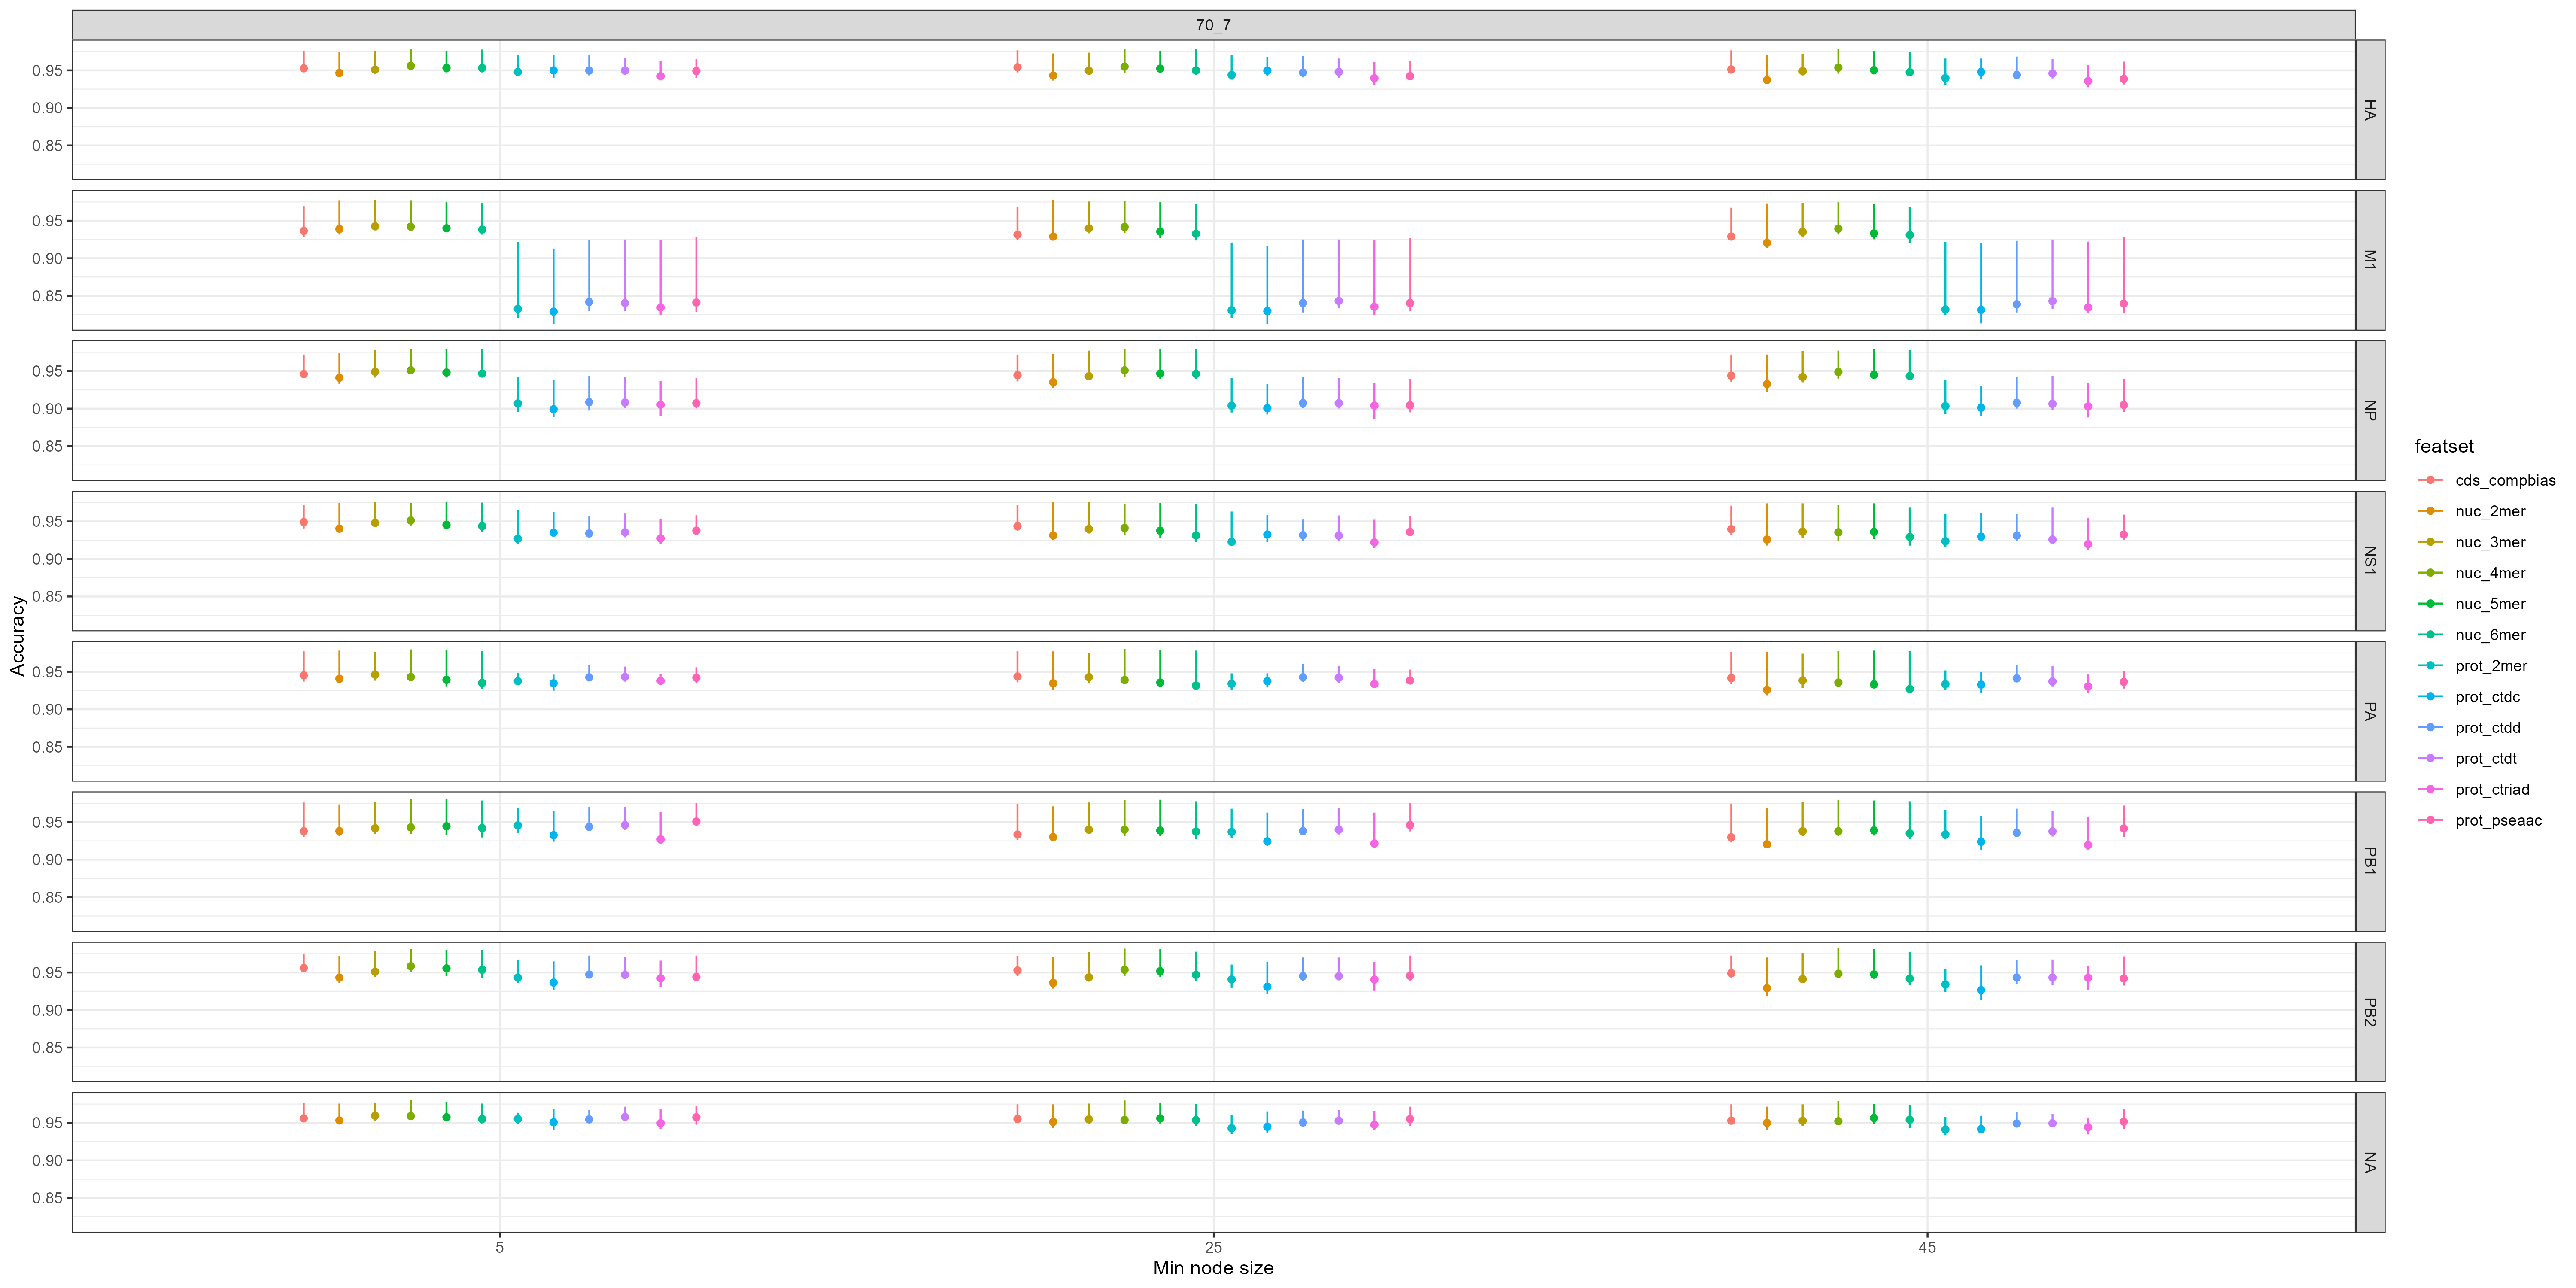 70_7
0.95
0.90
0.85
HA
0.95
0.90
0.85
M1
0.95
0.90
0.85
NP
0.95
0.90
0.85
NS1
0.95
0.90
0.85
PA
0.95
0.90
0.85
PB1
0.95
0.90
0.85
PB2
0.95
0.90
0.85
NA
Accuracy
5
25
45
Min node size
featset
cds_compbias
nuc_2mer
nuc_3mer
nuc_4mer
nuc_5mer
nuc_6mer
prot_2mer
prot_ctdc
prot_ctdd
prot_ctdt
prot_ctriad
prot_pseaac